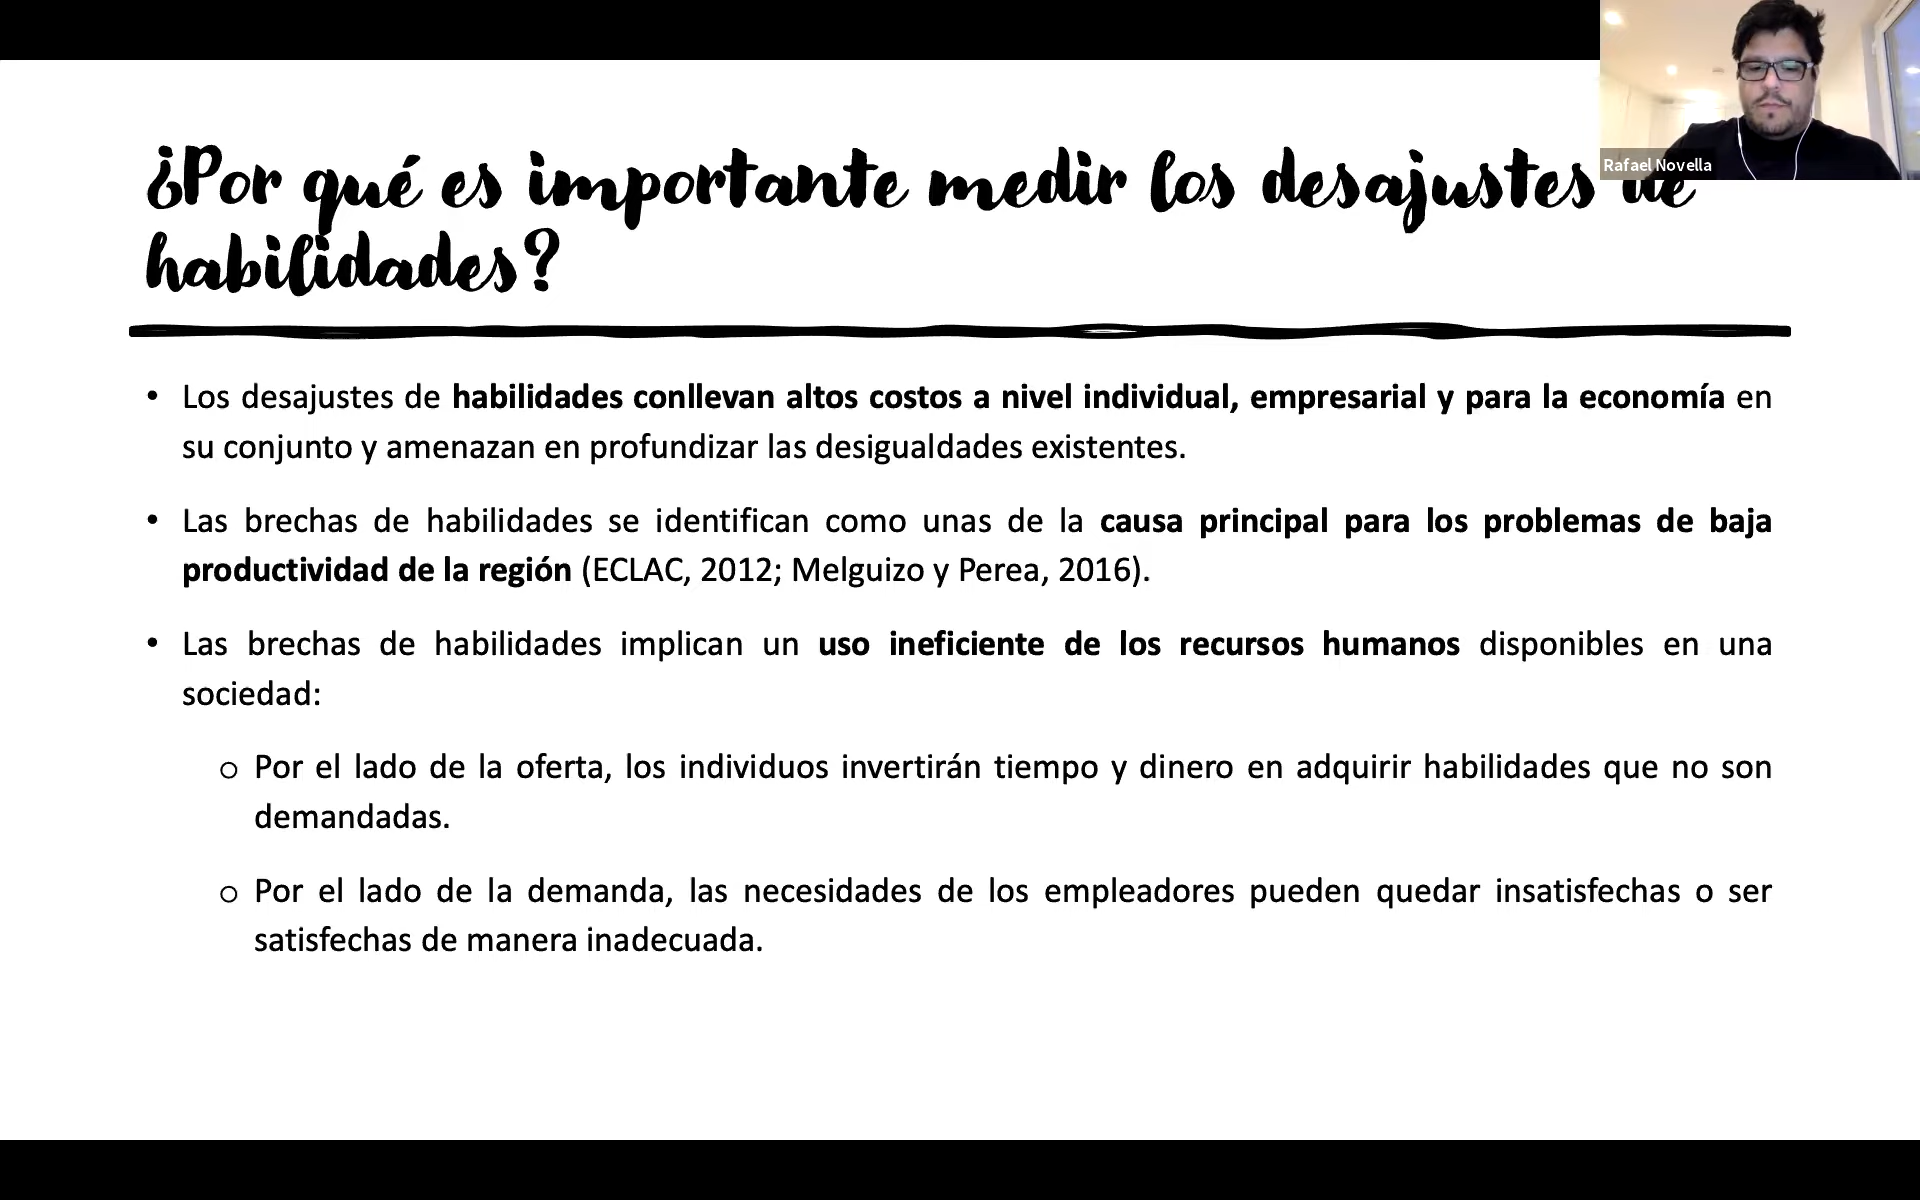 ¿Por qué es importante medir los desajustes de
habilidades?
Rafael Novella
• Los desajustes de habilidades conllevan altos costos a nivel individual, empresarial y para la economía en
su conjunto y amenazan en profundizar las desigualdades existentes.
• Las brechas de habilidades se identifican como unas de la causa principal para los problemas de baja
productividad de la región (ECLAC, 2012; Melguizo y Perea, 2016).
• Las brechas de habilidades implican un uso ineficiente de los recursos humanos disponibles en una
sociedad:
o Por el lado de la oferta, los individuos invertirán tiempo y dinero en adquirir habilidades que no son
demandadas.
o Por el lado de la demanda, las necesidades de los empleadores pueden quedar insatisfechas o ser
satisfechas de manera inadecuada.